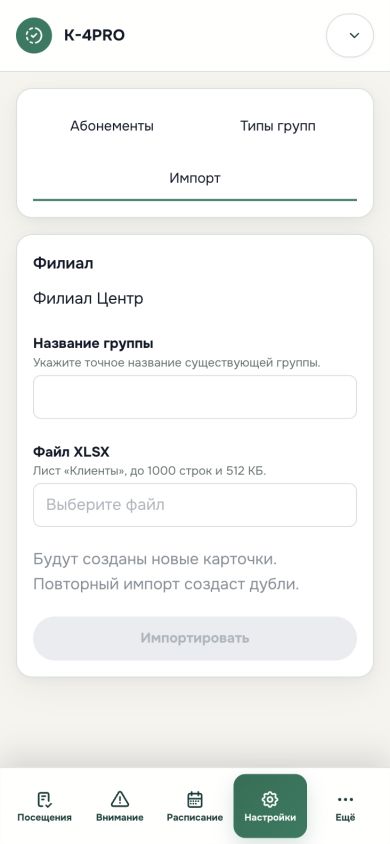 K-4PRO
Абонементы
Типы групп
Импорт
Филиал
Филиал Центр
Название группы
Укажите точное название существующей группы.
Файл XLSX
Лист «Клиенты», до 1000 строк и 512 КБ.
Выберите файл
Будут созданы новые карточки.
Повторный импорт создаст дубли.
Импортировать
Посещения
Внимание
Расписание
Настройки
Ещё